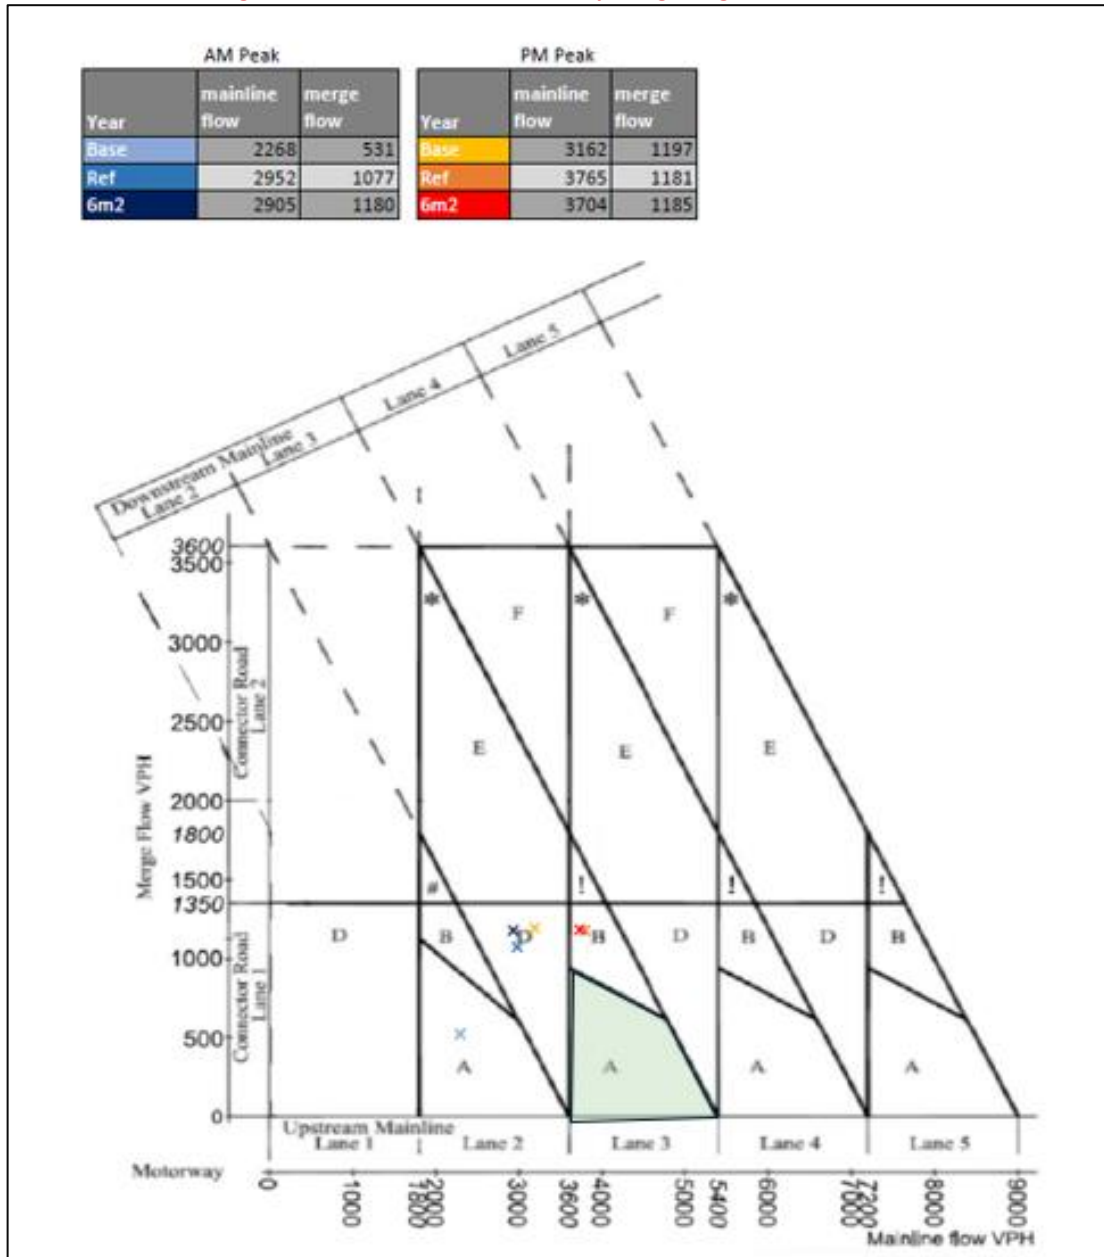 AM Peak
Year mainline flow merge flow
Base 2268 531
Ref 2952 1077
6m2 2905 1180
PM Peak
Year mainline flow merge flow
Base 3162 1197
Ref 3765 1181
6m2 3704 1185
Downstream Mainline
Lane 2 Lane 3 Lane 4 Lane 5
3600
3500
3000
2500
2000
1800
1500
1350
1000
500
0
Merge Flow VPH
Connector Road
Lane 2
Connector Road
Lane 1
* * *
F F
E E E
# ! ! !
D B D B D B D B
A A A A
Upstream Mainline
Lane 1 Lane 2 Lane 3 Lane 4 Lane 5
Motorway
0 1000 1800 2000 3000 3600 4000 5000 5400 6000 7000 7200 8000 9000
Mainline flow VPH